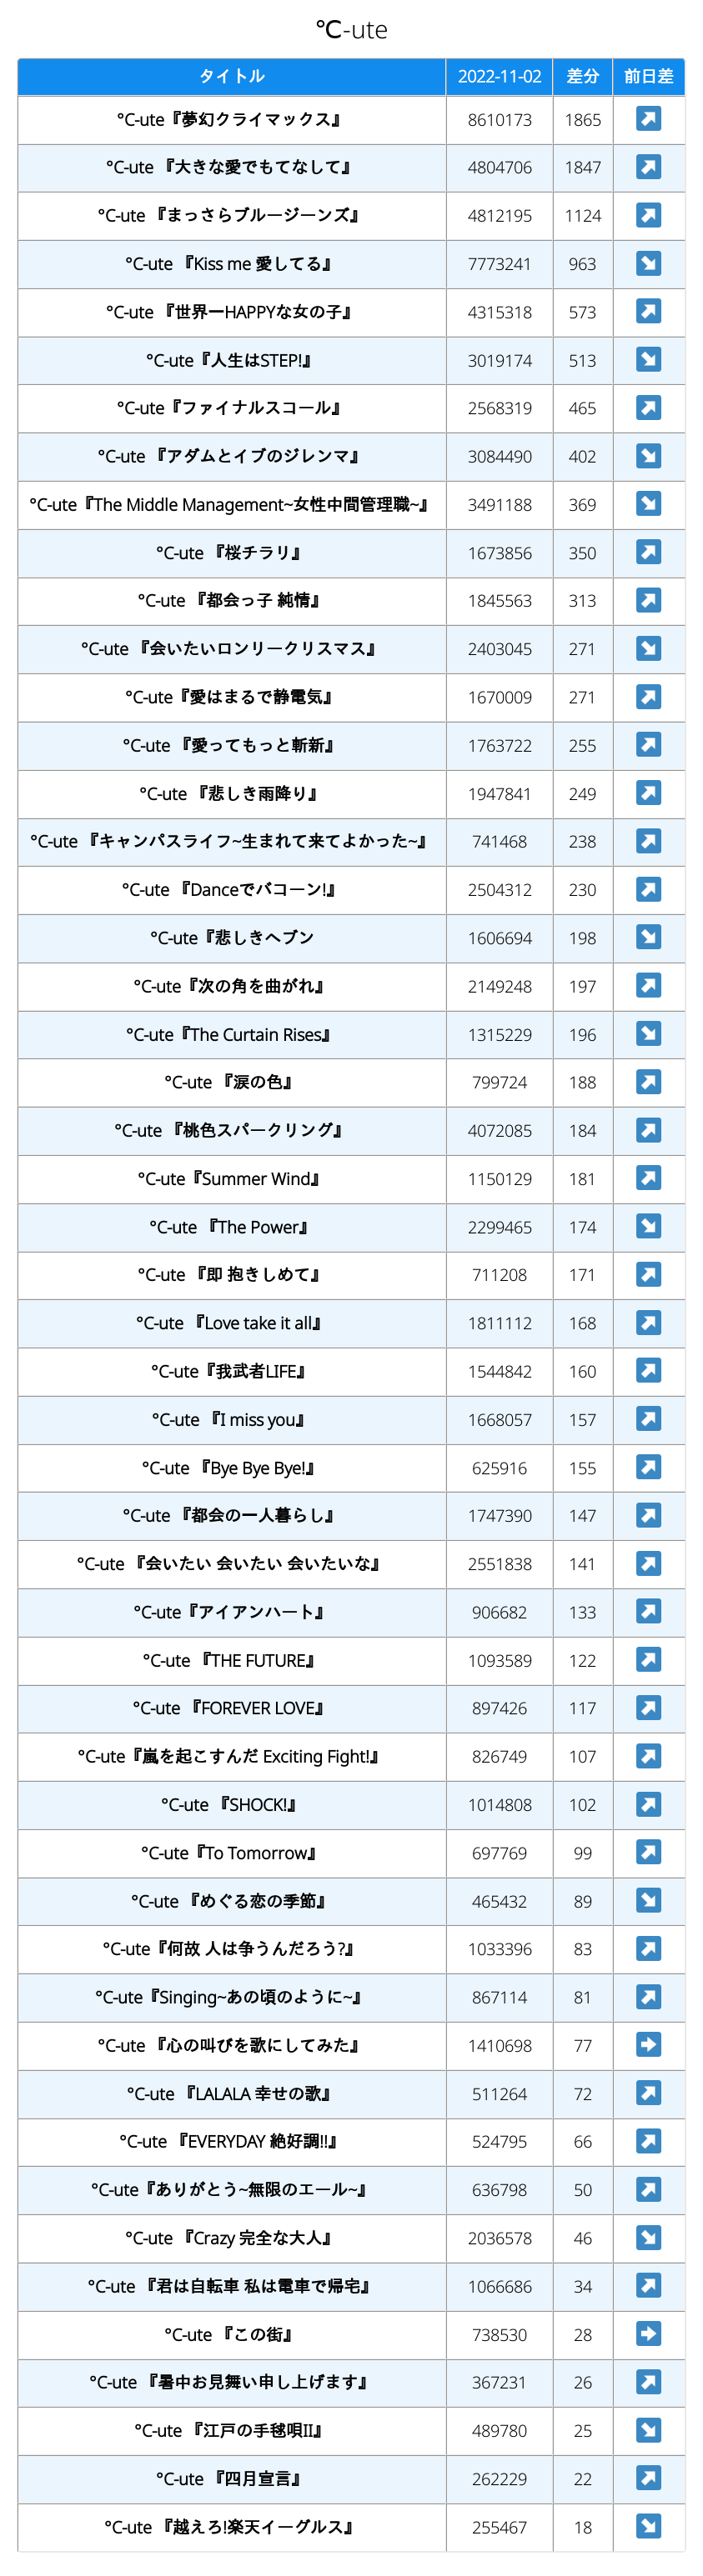 ℃-ute
タイトル 2022-11-02 差分 前日差
°C-ute『夢幻クライマックス』 8610173 1865 ↗
°C-ute 『大きな愛でもてなして』 4804706 1847 ↗
°C-ute 『まっさらブルージーンズ』 4812195 1124 ↗
°C-ute 『Kiss me 愛してる』 7773241 963 ↘
°C-ute 『世界一HAPPYな女の子』 4315318 573 ↗
°C-ute『人生はSTEP!』 3019174 513 ↘
°C-ute『ファイナルスコール』 2568319 465 ↗
°C-ute 『アダムとイブのジレンマ』 3084490 402 ↘
°C-ute『The Middle Management~女性中間管理職~』 3491188 369 ↘
°C-ute 『桜チラリ』 1673856 350 ↗
°C-ute 『都会っ子 純情』 1845563 313 ↗
°C-ute 『会いたいロンリークリスマス』 2403045 271 ↘
°C-ute『愛はまるで静電気』 1670009 271 ↗
°C-ute 『愛ってもっと斬新』 1763722 255 ↗
°C-ute 『悲しき雨降り』 1947841 249 ↗
°C-ute 『キャンパスライフ~生まれて来てよかった~』 741468 238 ↗
°C-ute 『Danceでバコーン!』 2504312 230 ↗
°C-ute『悲しきヘブン 1606694 198 ↘
°C-ute『次の角を曲がれ』 2149248 197 ↗
°C-ute『The Curtain Rises』 1315229 196 ↘
°C-ute 『涙の色』 799724 188 ↗
°C-ute 『桃色スパークリング』 4072085 184 ↗
°C-ute『Summer Wind』 1150129 181 ↗
°C-ute 『The Power』 2299465 174 ↘
°C-ute 『即 抱きしめて』 711208 171 ↗
°C-ute 『Love take it all』 1811112 168 ↗
°C-ute『我武者LIFE』 1544842 160 ↗
°C-ute 『I miss you』 1668057 157 ↗
°C-ute 『Bye Bye Bye!』 625916 155 ↗
°C-ute 『都会の一人暮らし』 1747390 147 ↗
°C-ute 『会いたい 会いたい 会いたいな』 2551838 141 ↗
°C-ute『アイアンハート』 906682 133 ↗
°C-ute 『THE FUTURE』 1093589 122 ↗
°C-ute 『FOREVER LOVE』 897426 117 ↗
°C-ute『嵐を起こすんだ Exciting Fight!』 826749 107 ↗
°C-ute 『SHOCK!』 1014808 102 ↗
°C-ute『To Tomorrow』 697769 99 ↗
°C-ute 『めぐる恋の季節』 465432 89 ↘
°C-ute『何故 人は争うんだろう?』 1033396 83 ↗
°C-ute『Singing~あの頃のように~』 867114 81 ↗
°C-ute 『心の叫びを歌にしてみた』 1410698 77 →
°C-ute 『LALALA 幸せの歌』 511264 72 ↗
°C-ute 『EVERYDAY 絶好調!!』 524795 66 ↗
°C-ute『ありがとう~無限のエール~』 636798 50 ↗
°C-ute 『Crazy 完全な大人』 2036578 46 ↘
°C-ute 『君は自転車 私は電車で帰宅』 1066686 34 ↗
°C-ute 『この街』 738530 28 →
°C-ute 『暑中お見舞い申し上げます』 367231 26 ↗
°C-ute 『江戸の手毬唄II』 489780 25 ↘
°C-ute 『四月宣言』 262229 22 ↗
°C-ute 『越えろ!楽天イーグルス』 255467 18 ↘